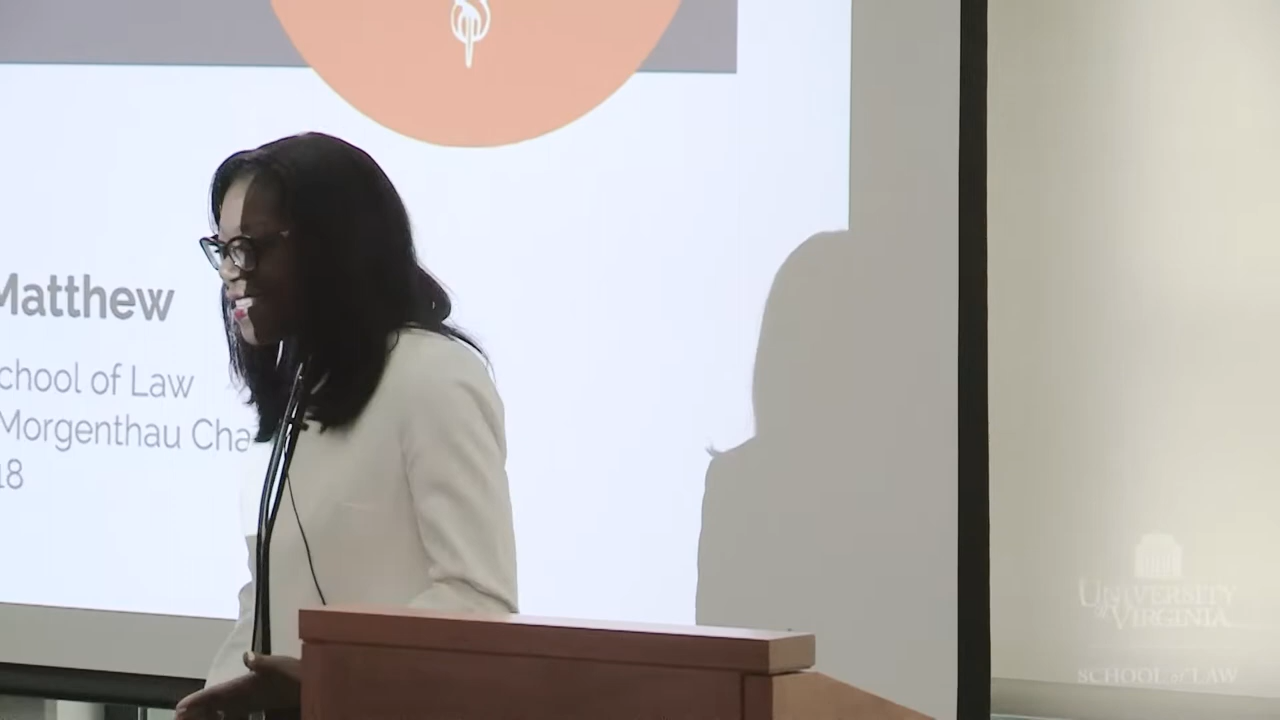 Matthew
chool of Law
Morgenthau Cha
18
UNIVERSITY
of VIRGINIA
SCHOOL of LAW